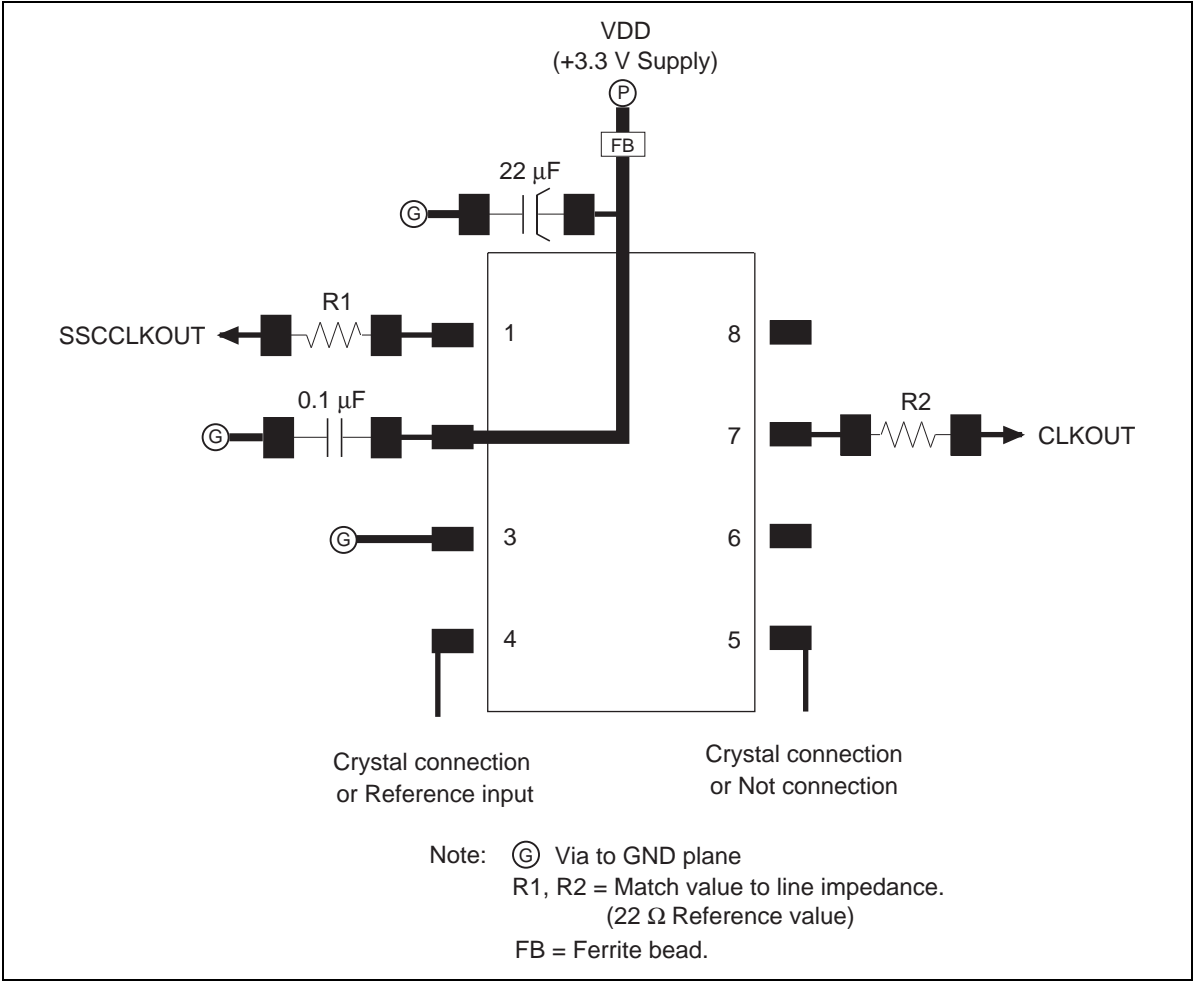 VDD
(+3.3 V Supply)
P
FB
22 μF
G
R1
SSCCLKOUT
1
8
0.1 μF
G
R2
7
CLKOUT
G
3
6
4
5
Crystal connection
or Reference input
Crystal connection
or Not connection
Note: G Via to GND plane
R1, R2 = Match value to line impedance.
(22 Ω Reference value)
FB = Ferrite bead.